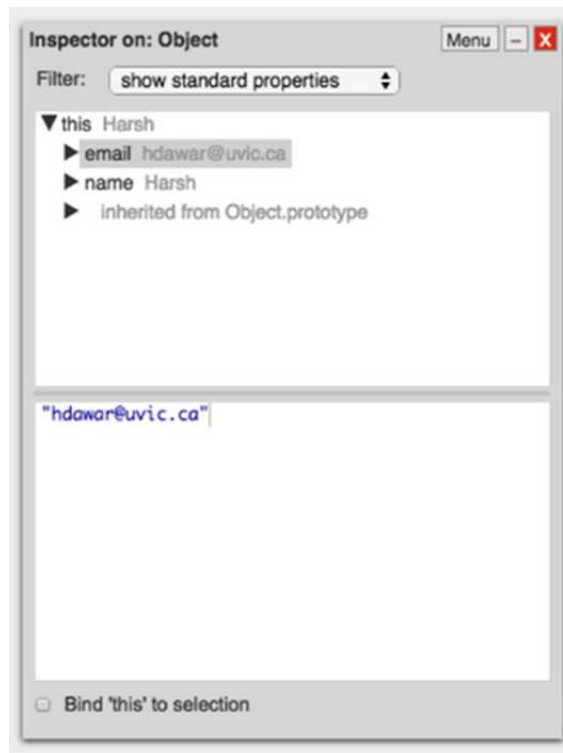 Inspector on: Object Menu – X
Filter: show standard properties
this Harsh
email hdawar@uvic.ca
name Harsh
inherited from Object.prototype
"hdawar@uvic.ca"
Bind 'this' to selection